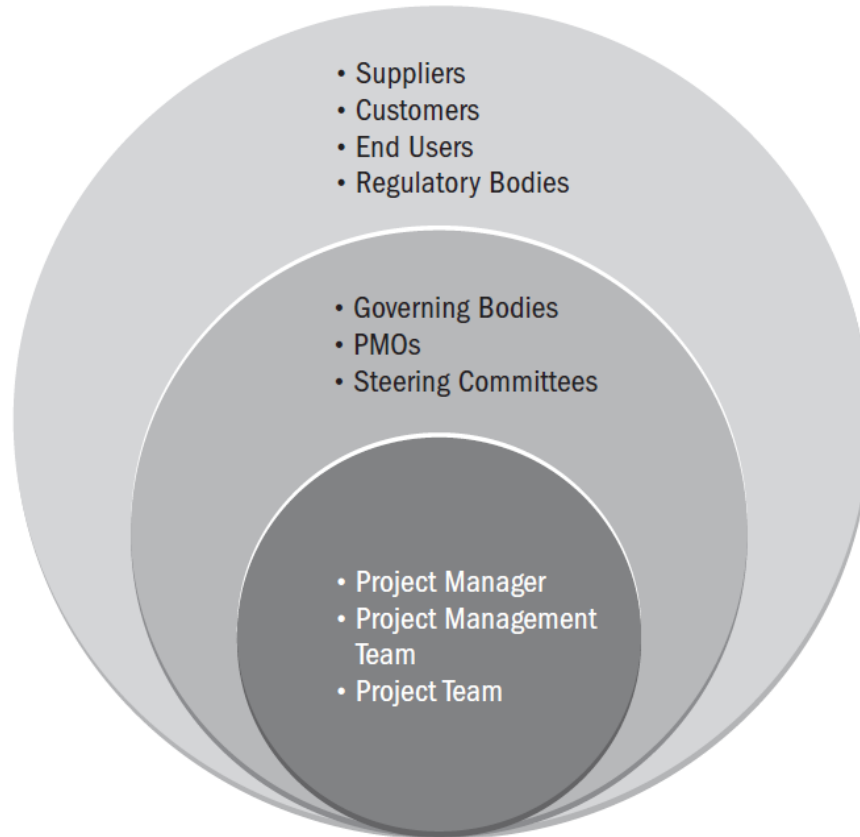 • Suppliers
• Customers
• End Users
• Regulatory Bodies
• Governing Bodies
• PMOs
• Steering Committees
• Project Manager
• Project Management
Team
• Project Team